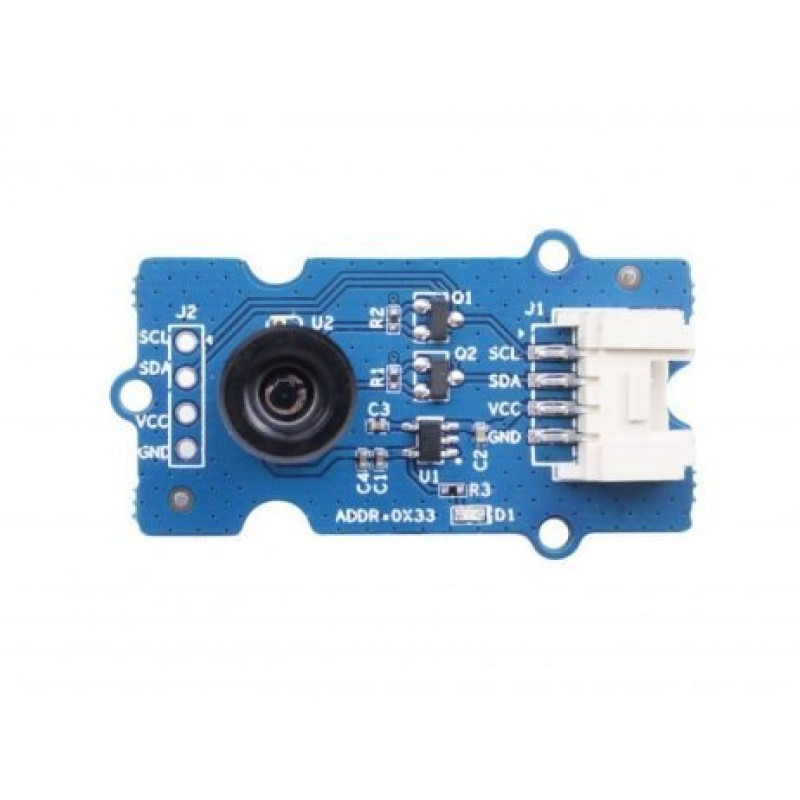 J2
SCL
SDA
VCC
GND
U2
R2
Q1
R1
Q2
C3
C4
C1
U1
C2
R3
D1
ADDR:0X33
J1
SCL
SDA
VCC
GND